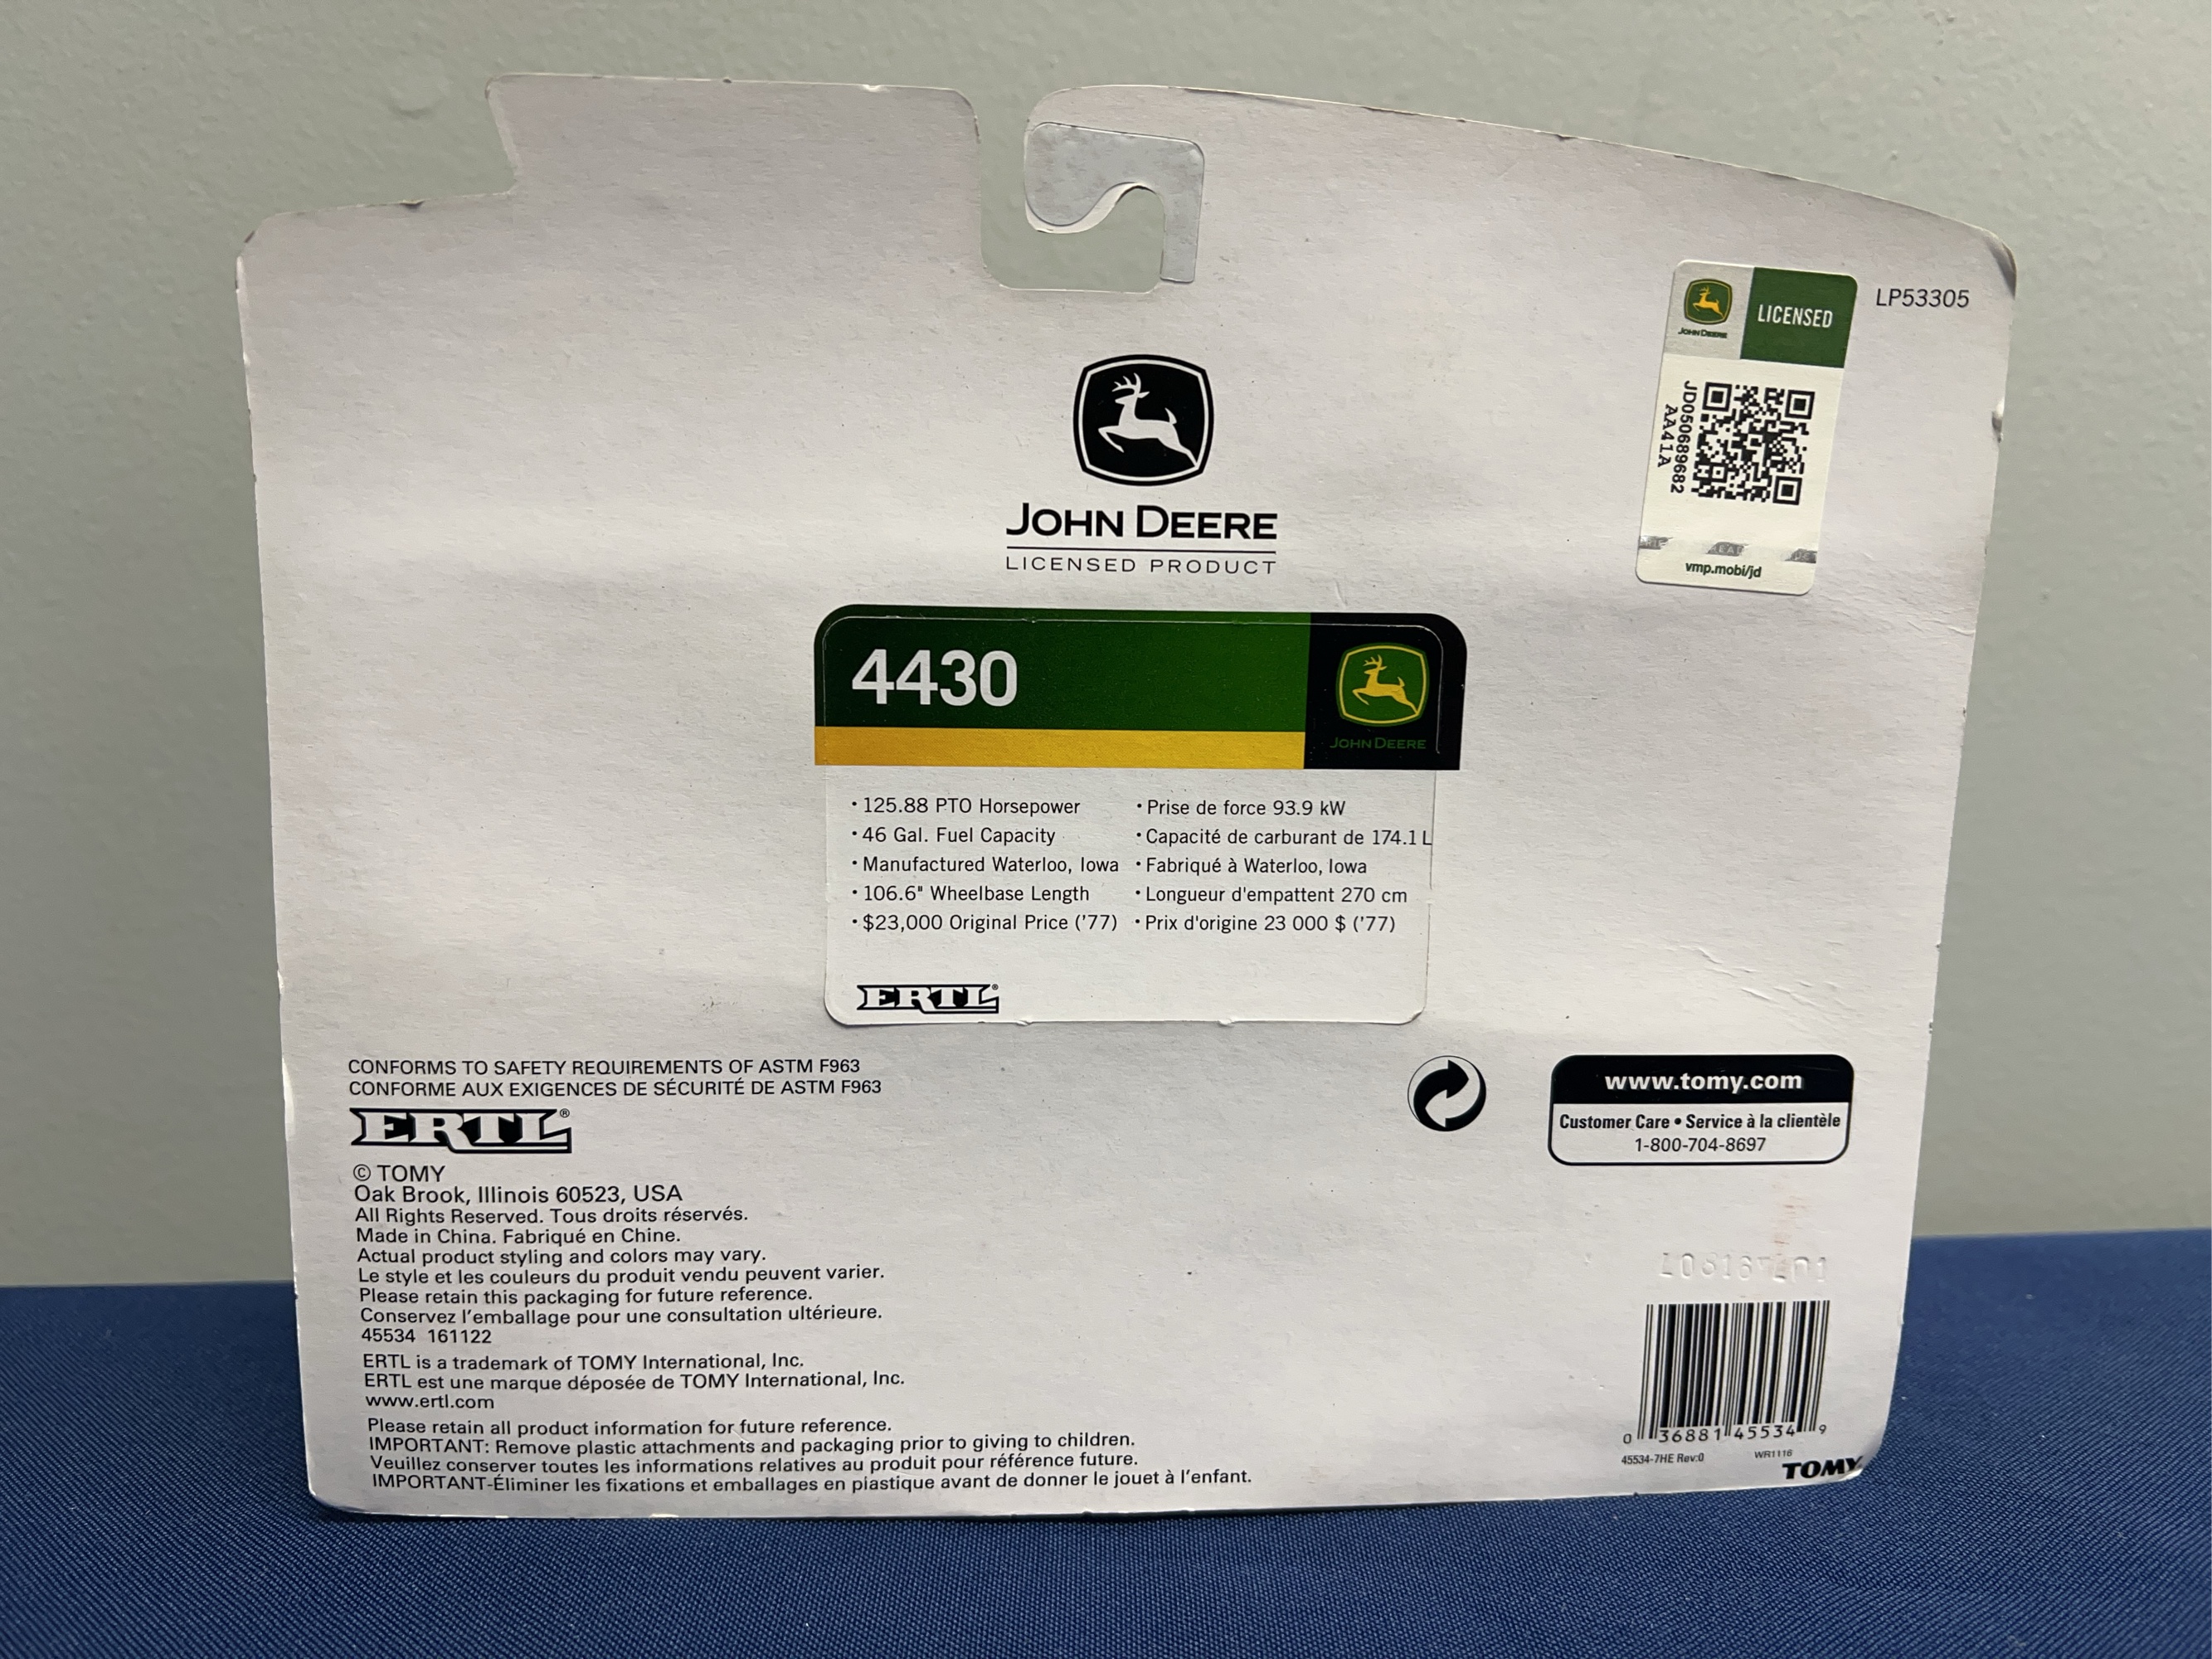 LP53305
JOHN DEERE
LICENSED
JD050689682
AA41A
vmp.mobi/jd
JOHN DEERE
LICENSED PRODUCT
4430
JOHN DEERE
• 125.88 PTO Horsepower
• 46 Gal. Fuel Capacity
• Manufactured Waterloo, Iowa
• 106.6" Wheelbase Length
• $23,000 Original Price ('77)
• Prise de force 93.9 kW
• Capacité de carburant de 174.1 L
• Fabriqué à Waterloo, Iowa
• Longueur d'empattent 270 cm
• Prix d'origine 23 000 $ ('77)
ERTL®
CONFORMS TO SAFETY REQUIREMENTS OF ASTM F963
CONFORME AUX EXIGENCES DE SÉCURITÉ DE ASTM F963
ERTL®
© TOMY
Oak Brook, Illinois 60523, USA
All Rights Reserved. Tous droits réservés.
Made in China. Fabriqué en Chine.
Actual product styling and colors may vary.
Le style et les couleurs du produit vendu peuvent varier.
Please retain this packaging for future reference.
Conservez l'emballage pour une consultation ultérieure.
45534 161122
ERTL is a trademark of TOMY International, Inc.
ERTL est une marque déposée de TOMY International, Inc.
www.ertl.com
Please retain all product information for future reference.
IMPORTANT: Remove plastic attachments and packaging prior to giving to children.
Veuillez conserver toutes les informations relatives au produit pour référence future.
IMPORTANT-Éliminer les fixations et emballages en plastique avant de donner le jouet à l'enfant.
www.tomy.com
Customer Care • Service à la clientèle
1-800-704-8697
0 36881 45534 9
45534-7HE Rev:0
WR1116
TOMY